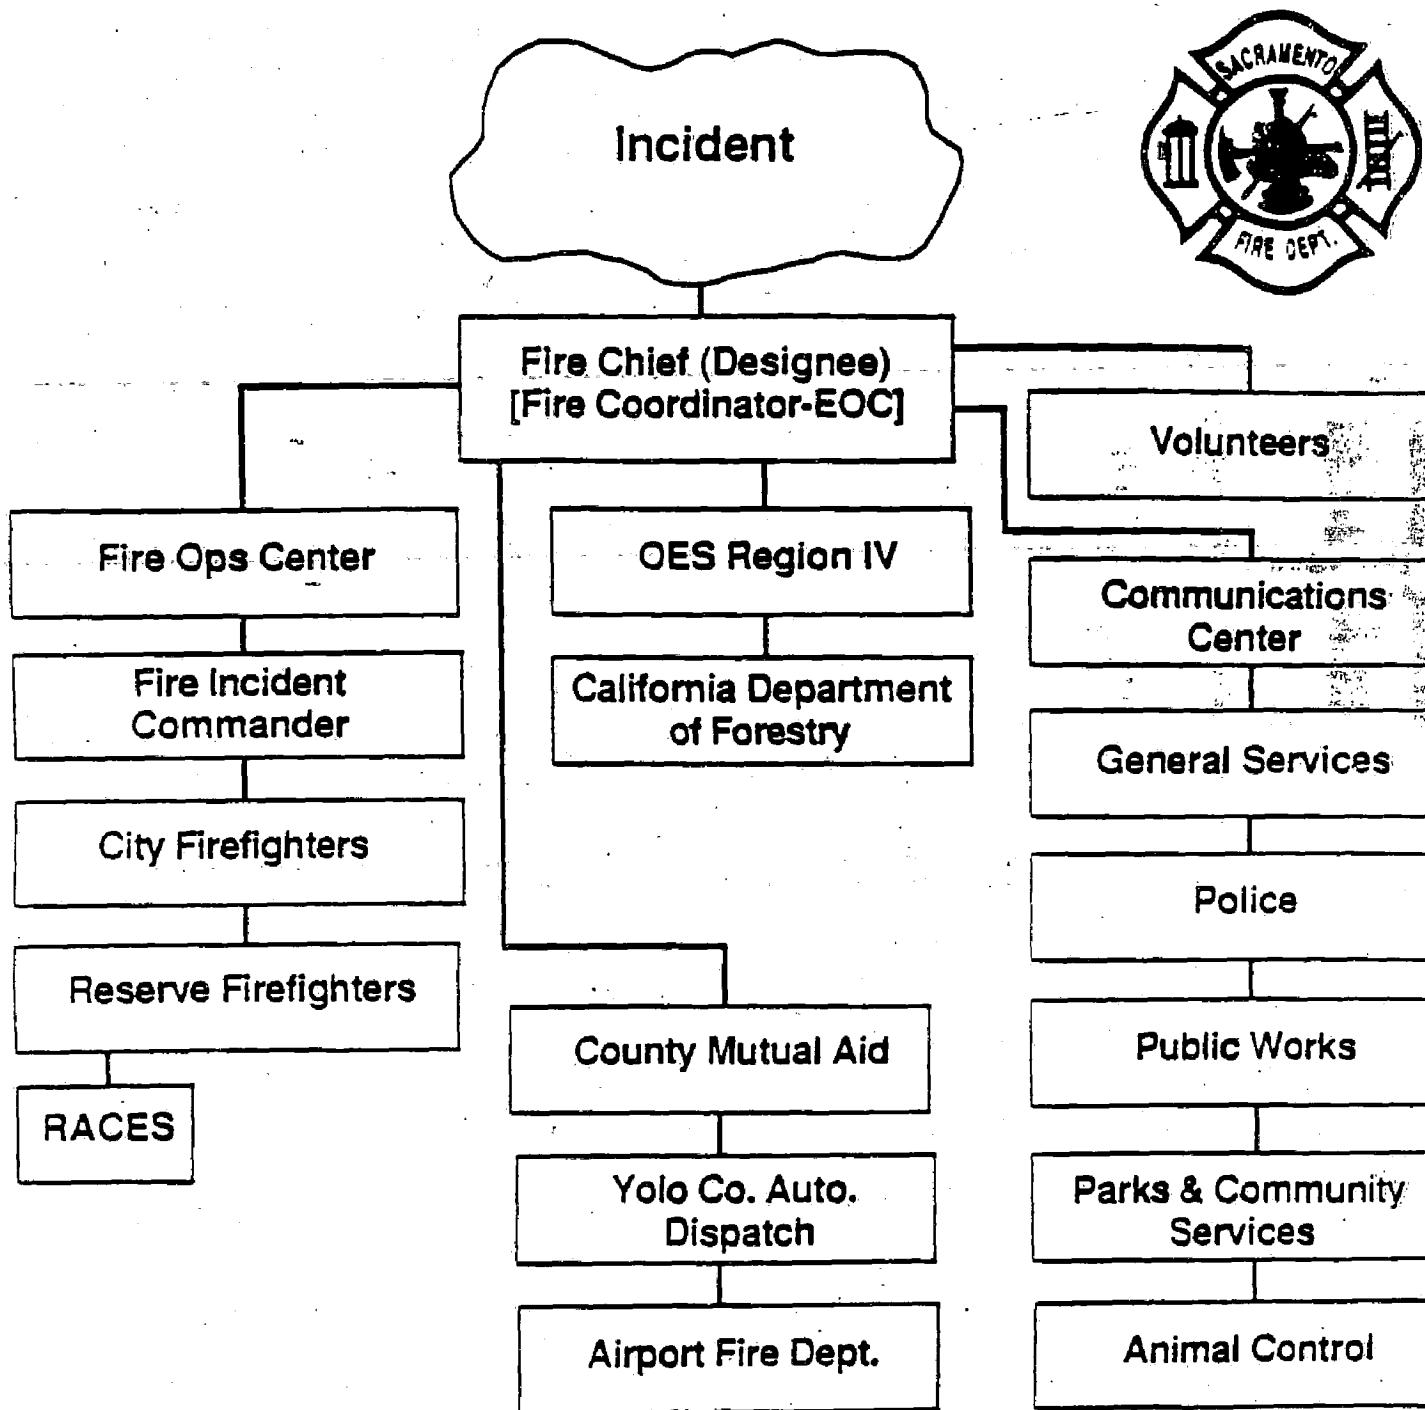 SACRAMENTO
FIRE DEPT.
Incident
Fire Chief (Designee)
[Fire Coordinator-EOC]
Fire Ops Center
Fire Incident
Commander
City Firefighters
Reserve Firefighters
RACES
OES Region IV
California Department
of Forestry
County Mutual Aid
Yolo Co. Auto.
Dispatch
Airport Fire Dept.
Volunteers
Communications
Center
General Services
Police
Public Works
Parks & Community
Services
Animal Control